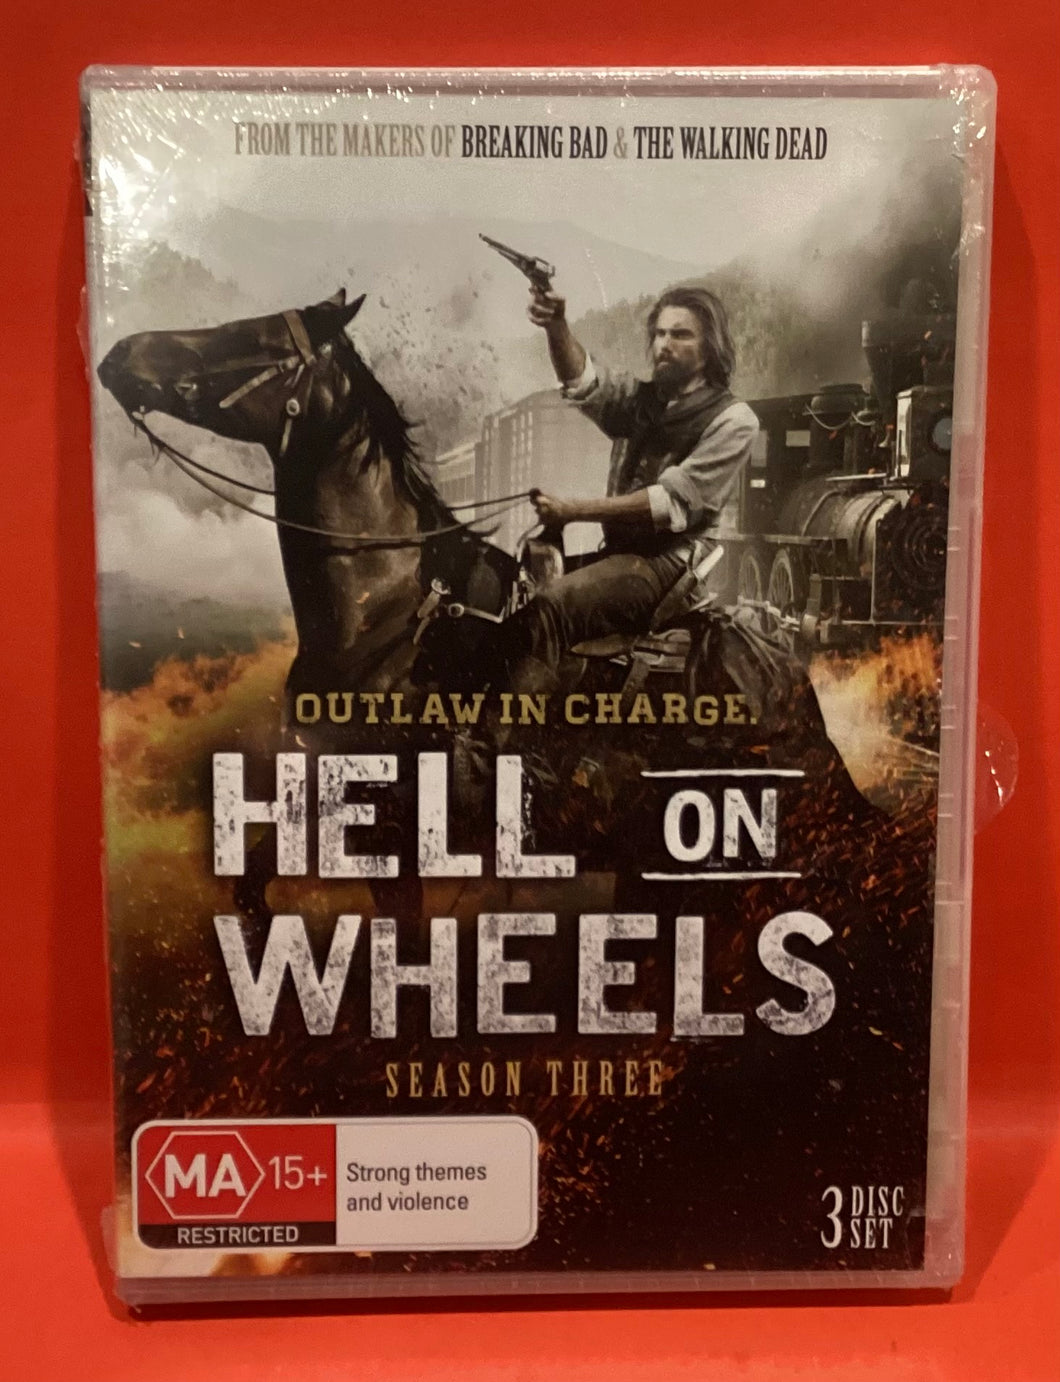 FROM THE MAKERS OF BREAKING BAD & THE WALKING DEAD
OUTLAW IN CHARGE.
HELL ON
WHEELS
SEASON THREE
MA 15+
RESTRICTED
Strong themes
and violence
3 DISC
SET